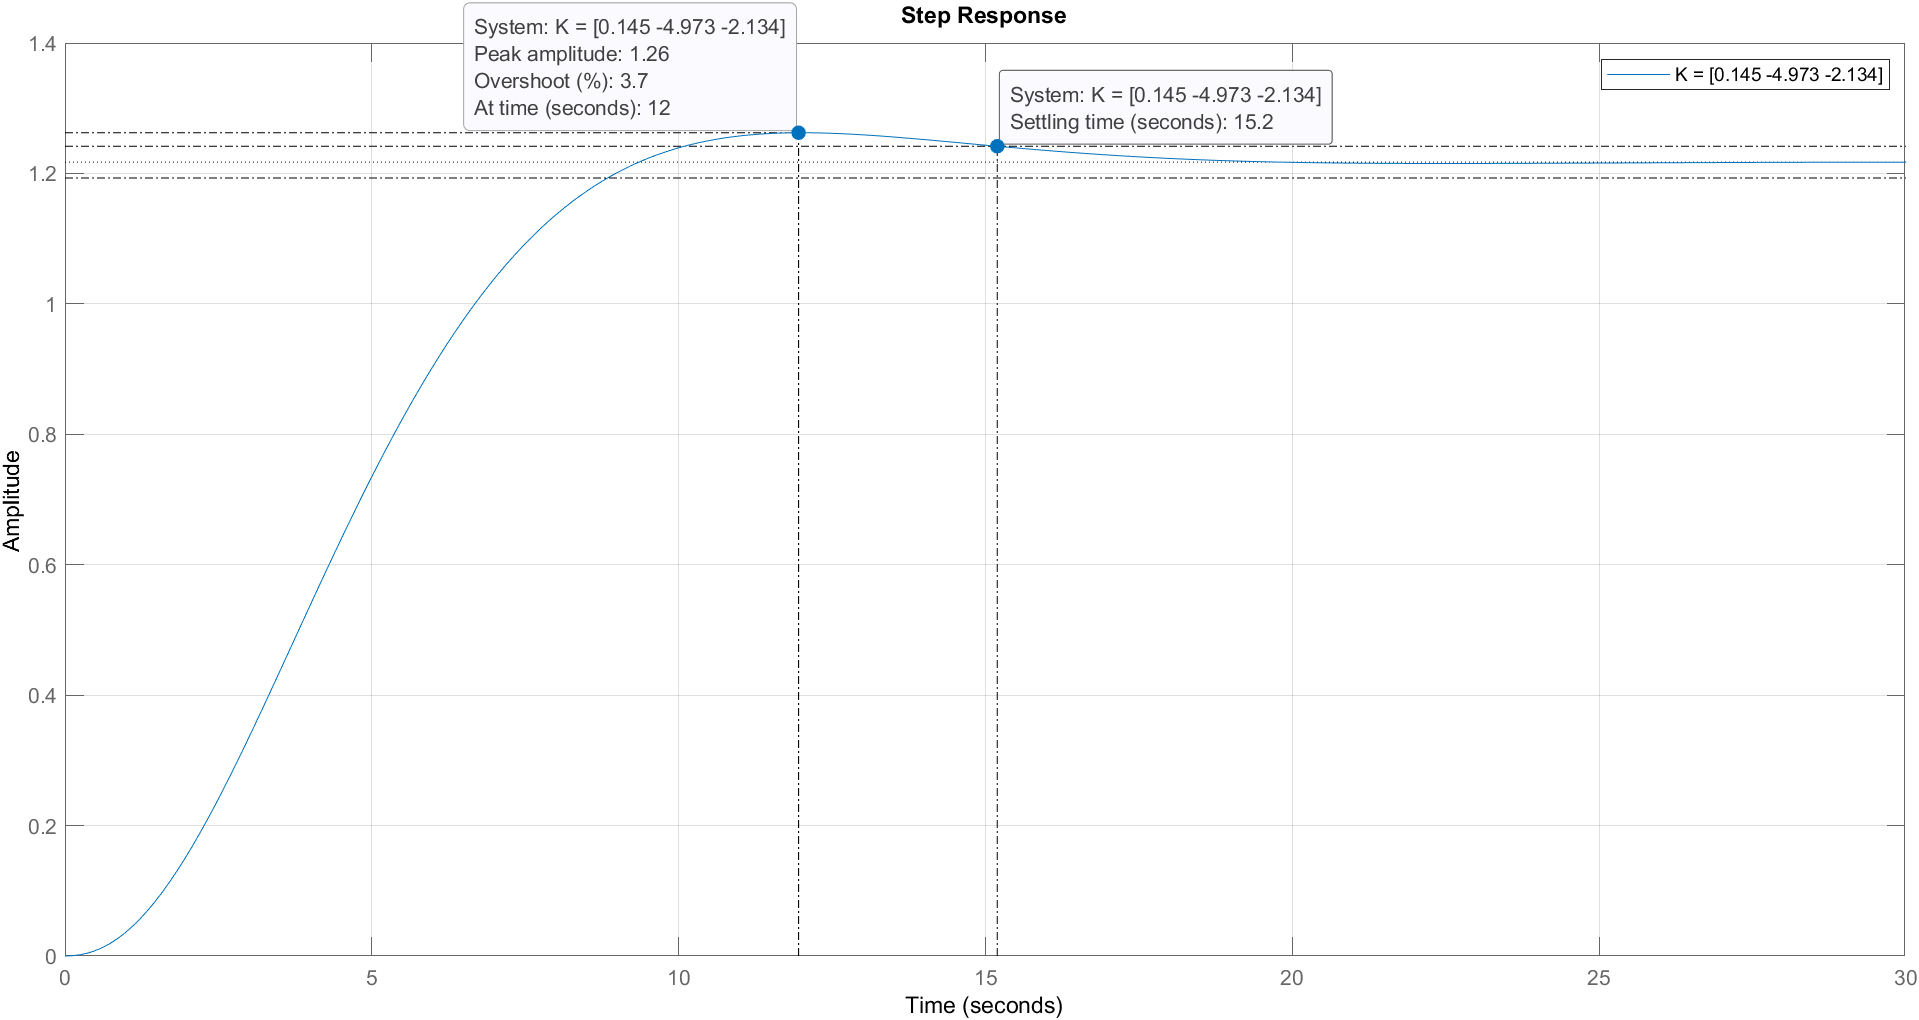 Step Response
System: K = [0.145 -4.973 -2.134]
Peak amplitude: 1.26
Overshoot (%): 3.7
At time (seconds): 12
System: K = [0.145 -4.973 -2.134]
Settling time (seconds): 15.2
K = [0.145 -4.973 -2.134]
1.4
1.2
1
0.8
0.6
0.4
0.2
0
Amplitude
0 5 10 15 20 25 30
Time (seconds)